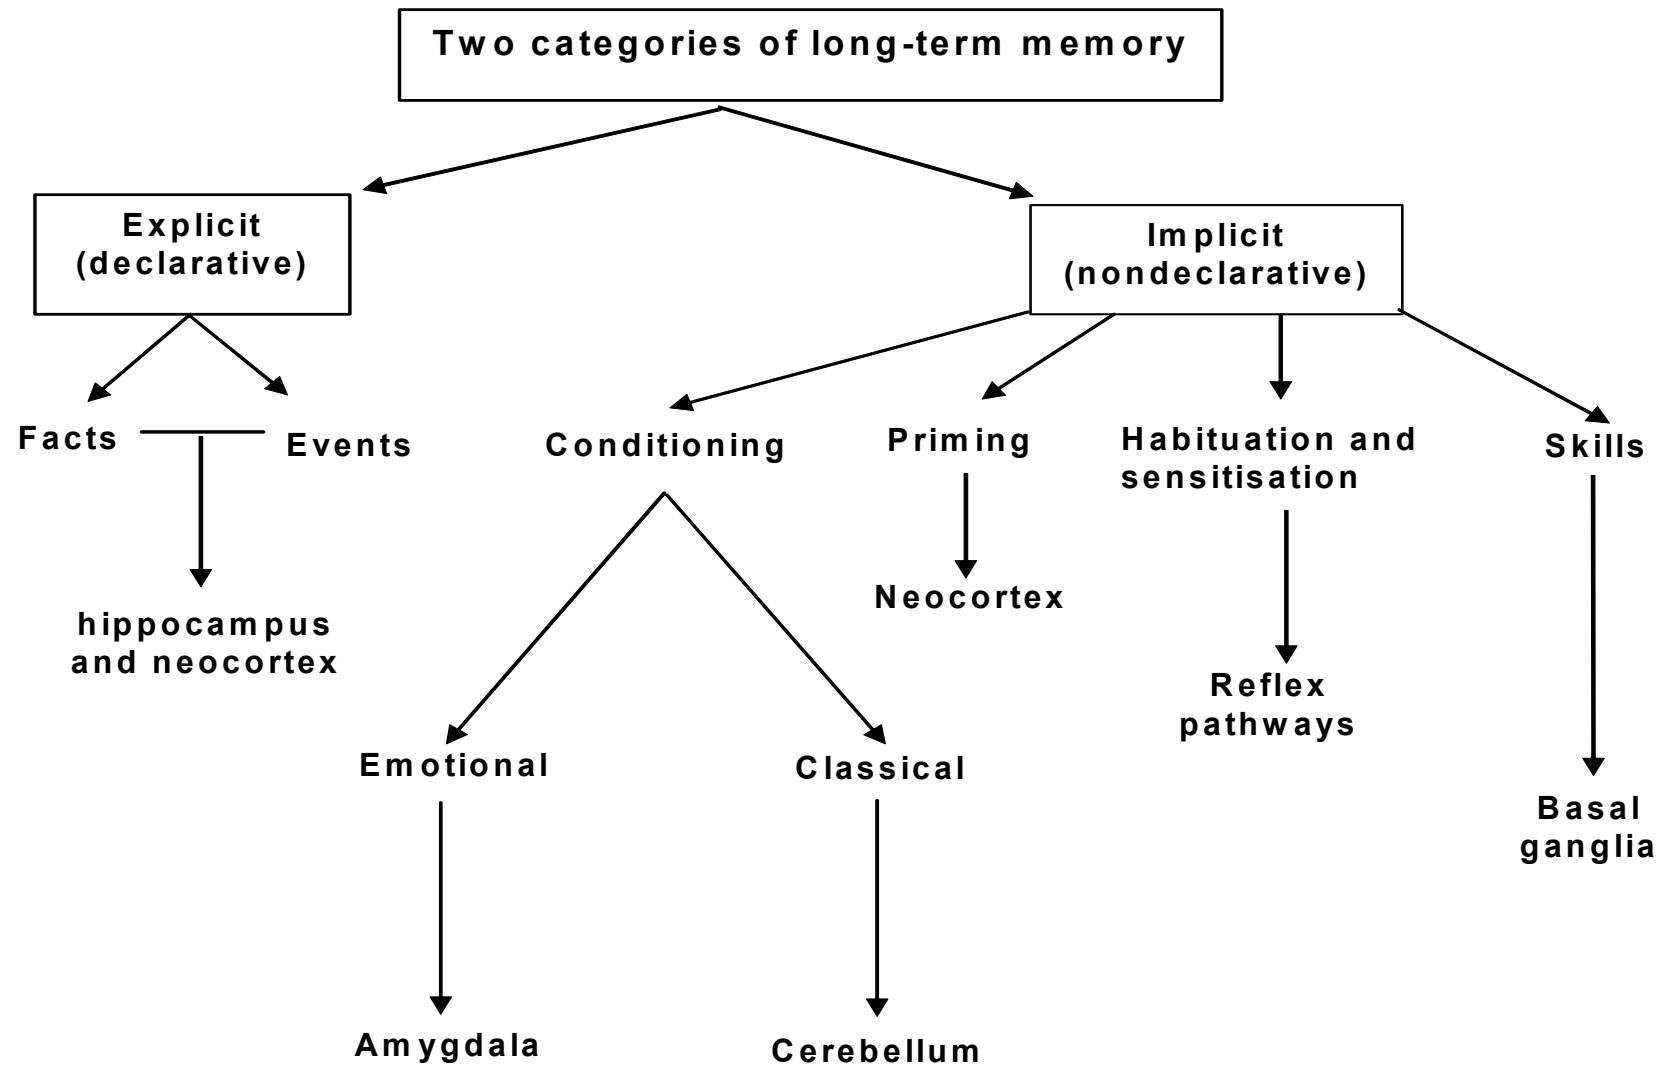 Two categories of long-term memory
Explicit
(declarative)
Implicit
(nondeclarative)
Facts
Events
Conditioning
Priming
Habituation and
sensitisation
Skills
hippocampus
and neocortex
Neocortex
Reflex
pathways
Emotional
Classical
Basal
ganglia
Amygdala
Cerebellum